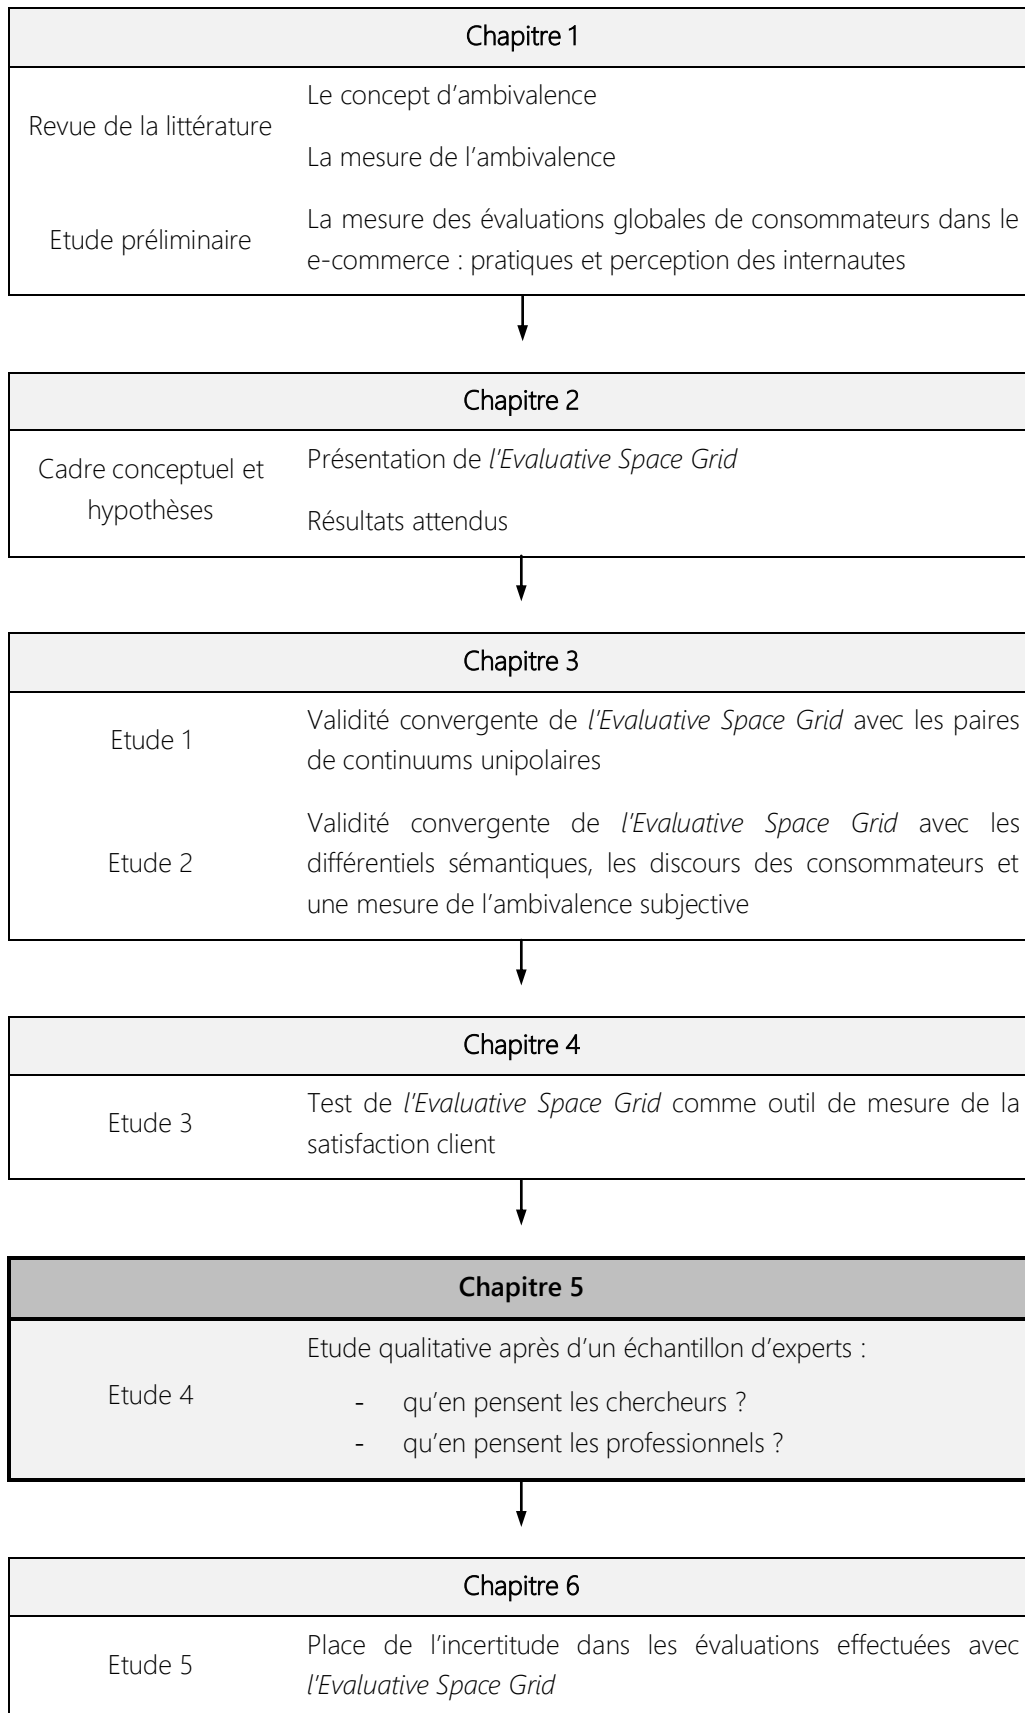 Chapitre 1
Revue de la littérature
Le concept d’ambivalence
La mesure de l’ambivalence
Etude préliminaire
La mesure des évaluations globales de consommateurs dans le
e-commerce : pratiques et perception des internautes
Chapitre 2
Cadre conceptuel et
hypothèses
Présentation de l’Evaluative Space Grid
Résultats attendus
Chapitre 3
Etude 1
Validité convergente de l’Evaluative Space Grid avec les paires
de continuums unipolaires
Etude 2
Validité convergente de l’Evaluative Space Grid avec les
différentiels sémantiques, les discours des consommateurs et
une mesure de l’ambivalence subjective
Chapitre 4
Etude 3
Test de l’Evaluative Space Grid comme outil de mesure de la
satisfaction client
Chapitre 5
Etude 4
Etude qualitative après d’un échantillon d’experts :
- qu’en pensent les chercheurs ?
- qu’en pensent les professionnels ?
Chapitre 6
Etude 5
Place de l’incertitude dans les évaluations effectuées avec
l’Evaluative Space Grid